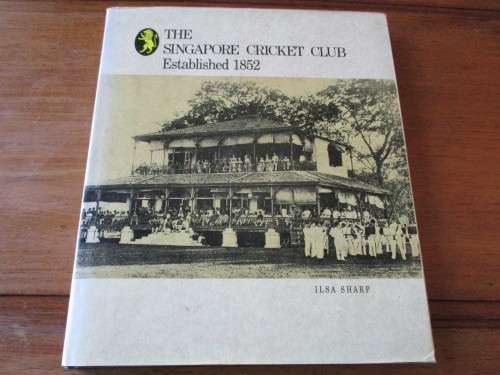 THE
SINGAPORE CRICKET CLUB
Established 1852
ILSA SHARP